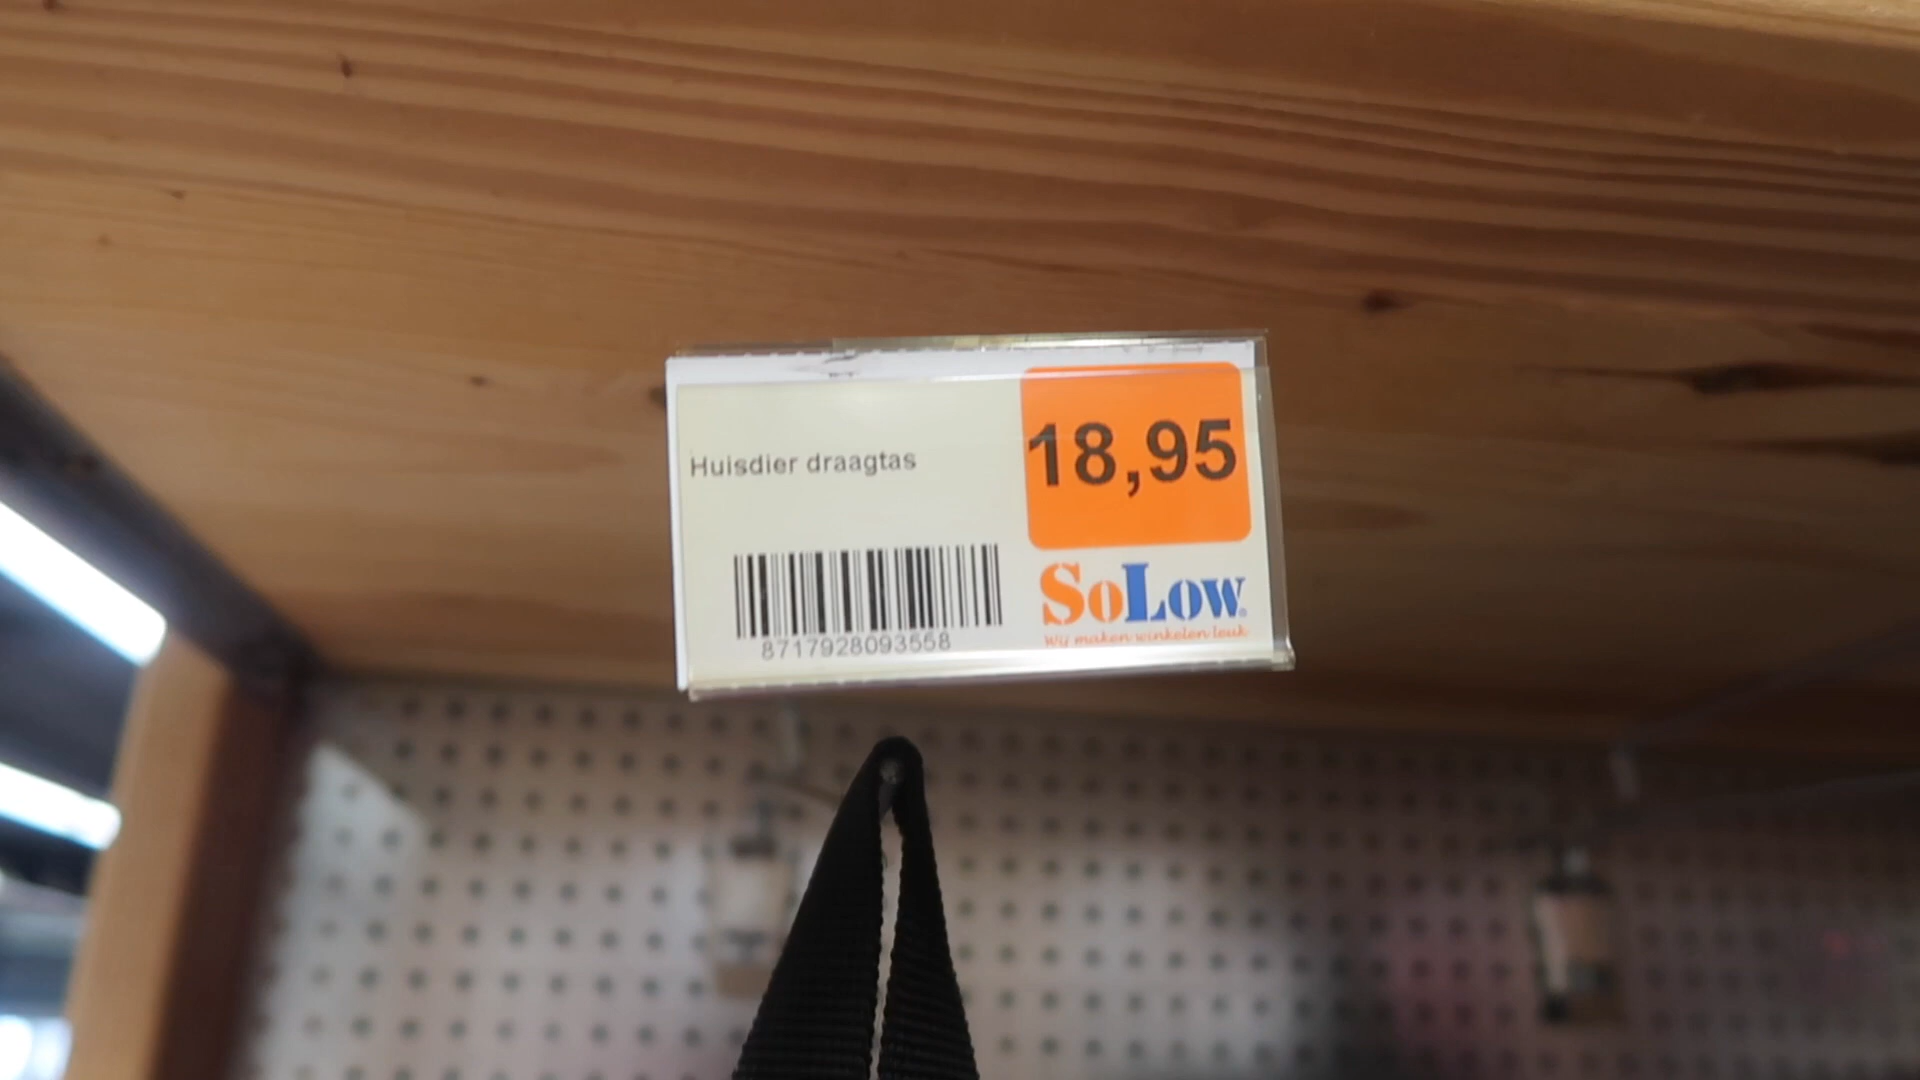 Huisdier draagtas
18,95
8717928093558
SoLow
Wij maken winkelen leuk